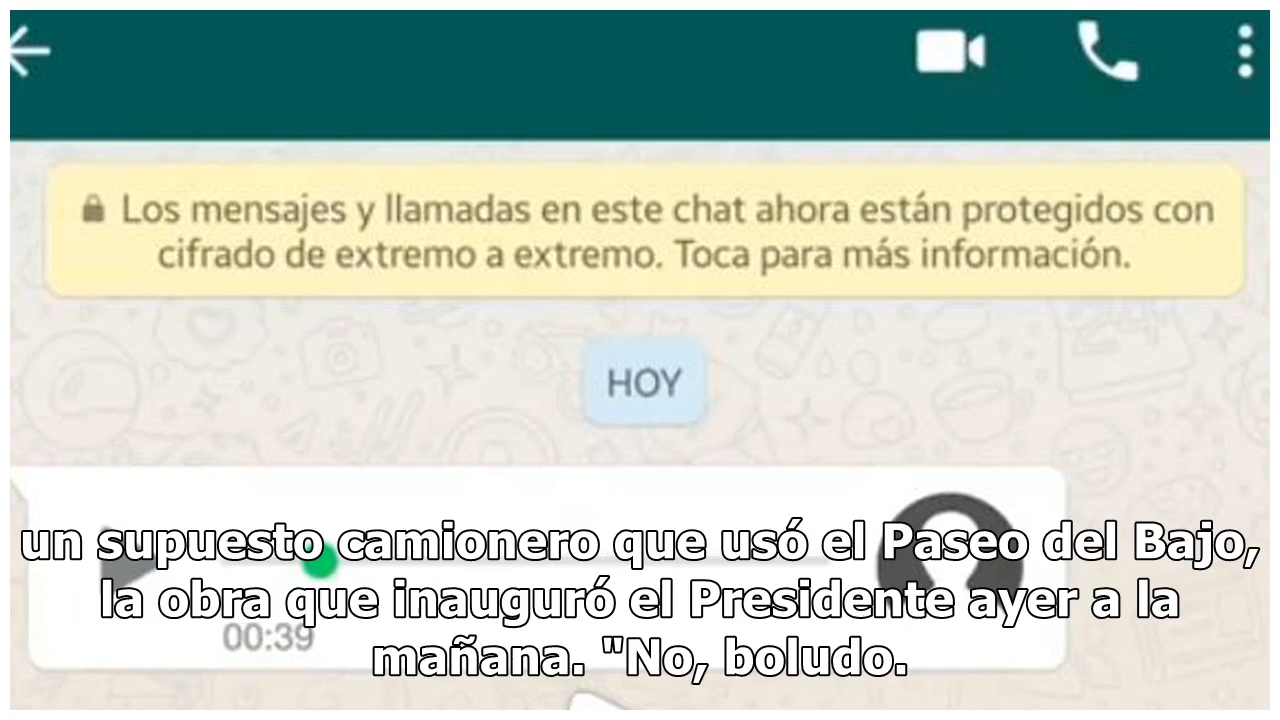 Los mensajes y llamadas en este chat ahora están protegidos con
cifrado de extremo a extremo. Toca para más información.
HOY
un supuesto camionero que usó el Paseo del Bajo,
la obra que inauguró el Presidente ayer a la
00:39
mañana. "No, boludo.